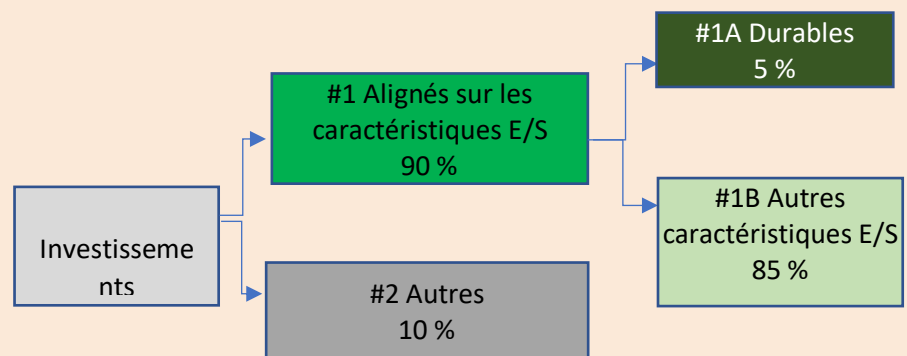 #1A Durables
5 %
#1 Alignés sur les
caractéristiques E/S
90 %
#1B Autres
caractéristiques E/S
85 %
Investisseme
nts
#2 Autres
10 %